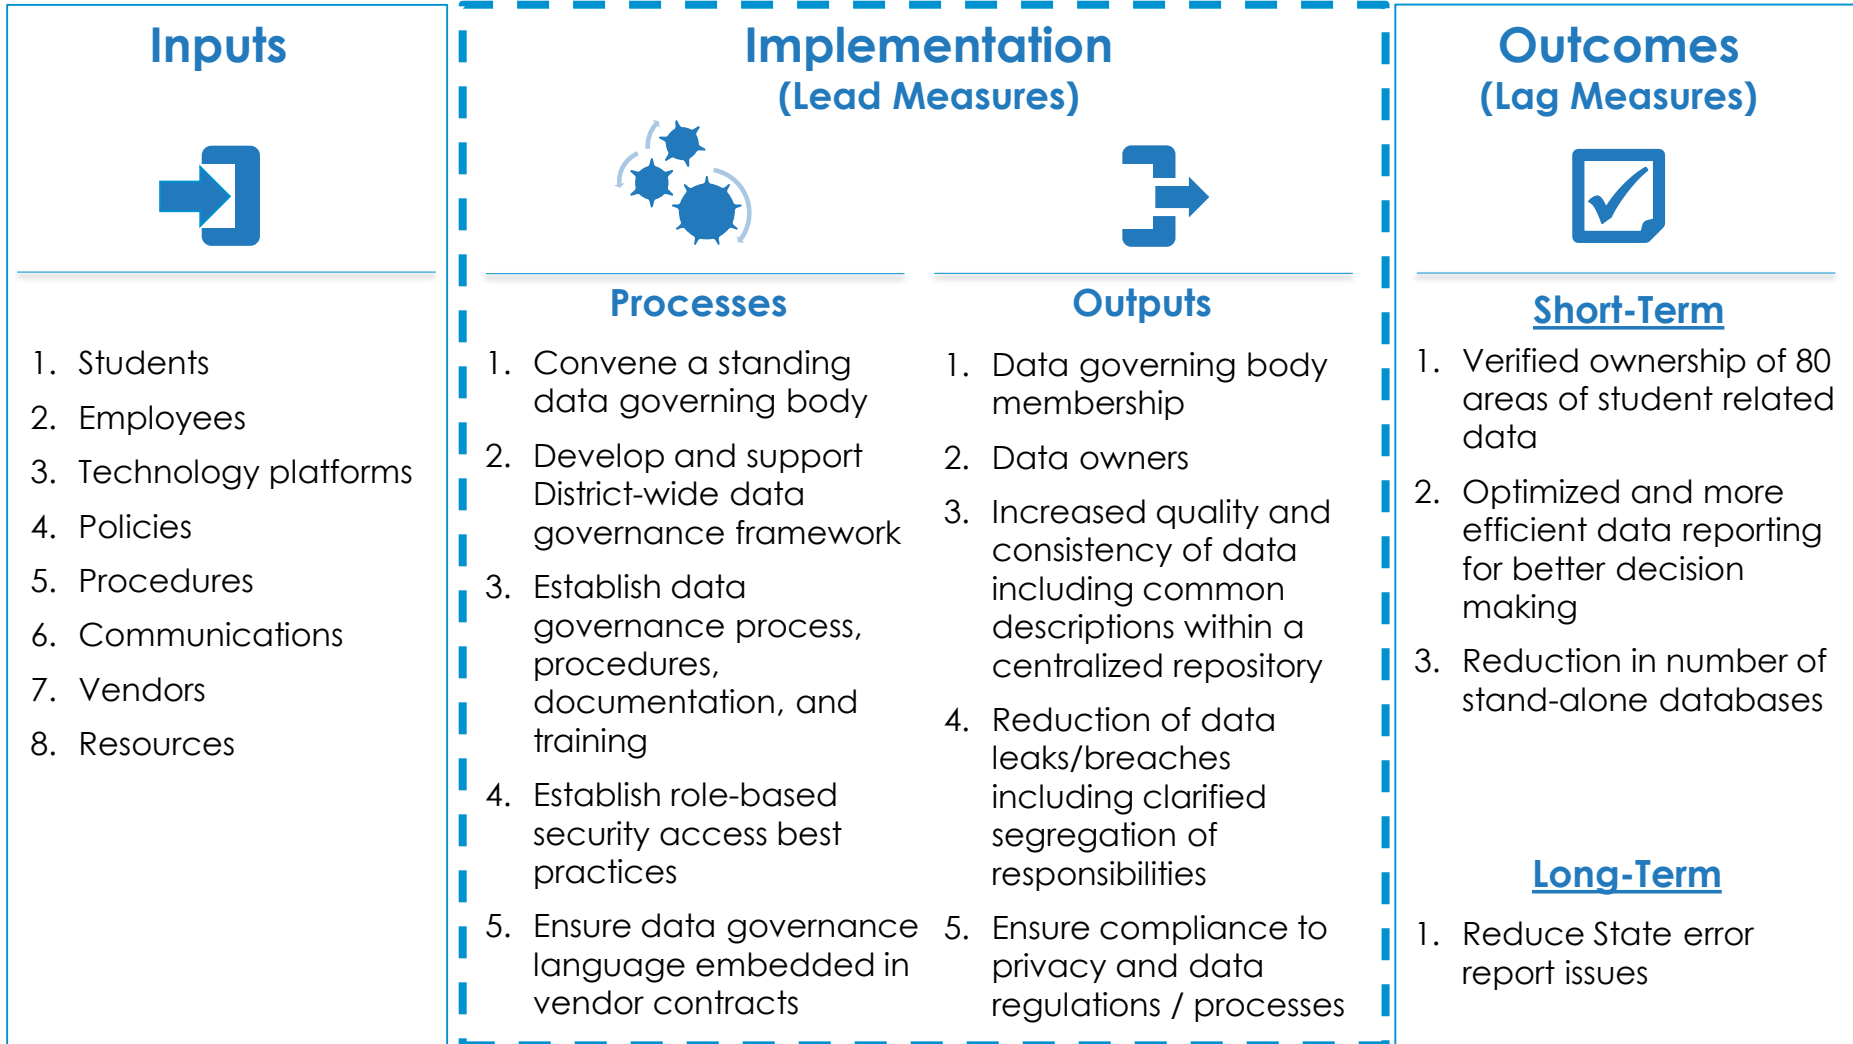 Inputs
1. Students
2. Employees
3. Technology platforms
4. Policies
5. Procedures
6. Communications
7. Vendors
8. Resources
Implementation
(Lead Measures)
Processes
1. Convene a standing
data governing body
2. Develop and support
District-wide data
governance framework
3. Establish data
governance process,
procedures,
documentation, and
training
4. Establish role-based
security access best
practices
5. Ensure data governance
language embedded in
vendor contracts
Outputs
1. Data governing body
membership
2. Data owners
3. Increased quality and
consistency of data
including common
descriptions within a
centralized repository
4. Reduction of data
leaks/breaches
including clarified
segregation of
responsibilities
5. Ensure compliance to
privacy and data
regulations / processes
Outcomes
(Lag Measures)
Short-Term
1. Verified ownership of 80
areas of student related
data
2. Optimized and more
efficient data reporting
for better decision
making
3. Reduction in number of
stand-alone databases
Long-Term
1. Reduce State error
report issues